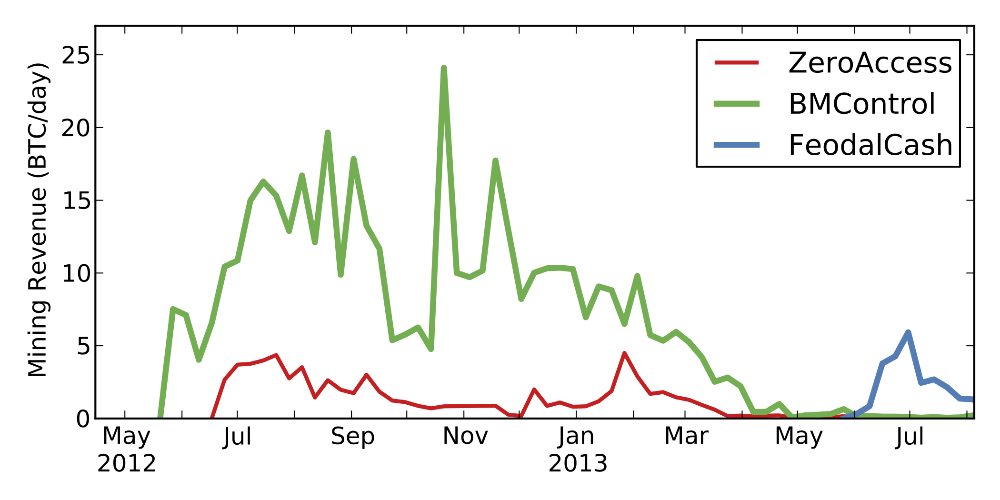 Mining Revenue (BTC/day)
25
20
15
10
5
0
ZeroAccess
BMControl
FeodalCash
May Jul Sep Nov Jan Mar May Jul
2012 2013